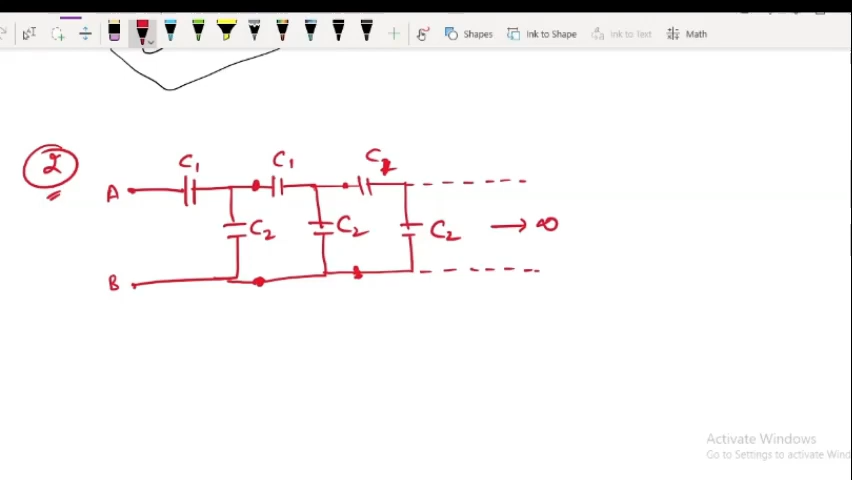 Shapes Ink to Shape Ink to Text Math
2
C1 C1
A
C2 C2 C2 → ∞
B
Activate Windows
Go to Settings to activate Wind